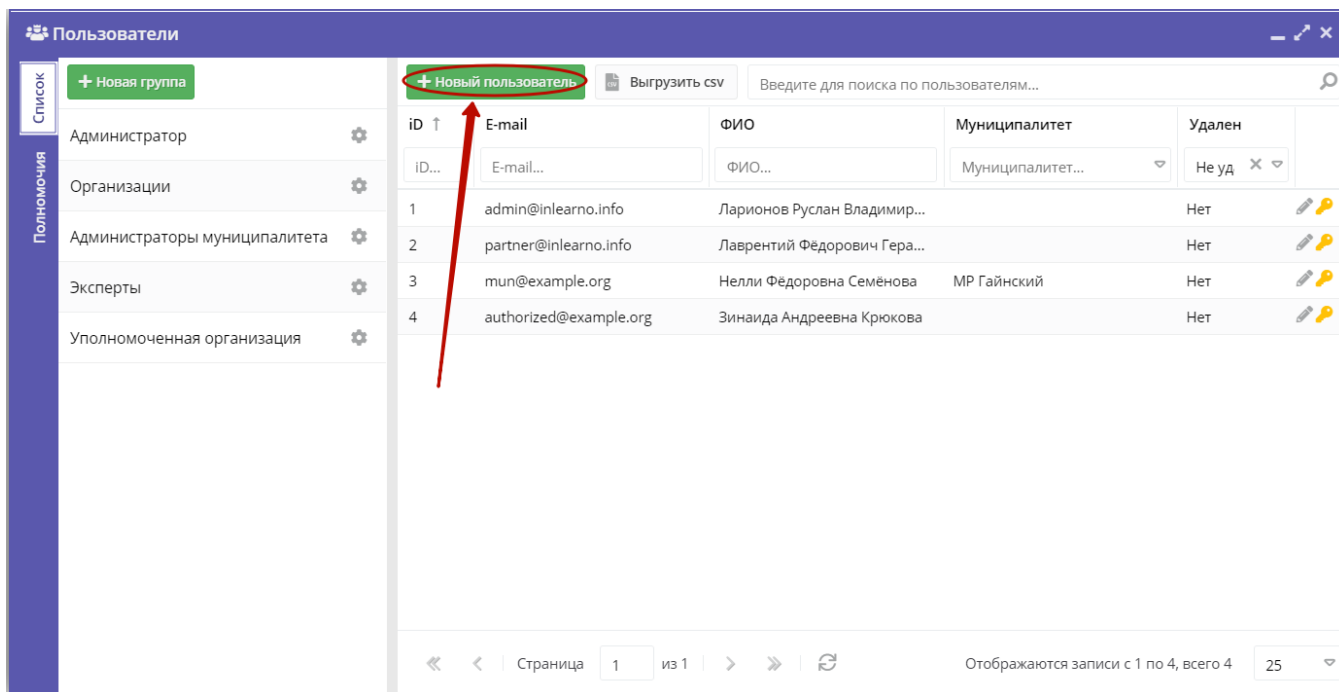 Пользователи
Список
Полномочия
Новая группа
Администратор
Организации
Администраторы муниципалитета
Эксперты
Уполномоченная организация
Новый пользователь csv Выгрузить csv Введите для поиска по пользователям...
iD ↑ E-mail ФИО Муниципалитет Удален
iD... E-mail... ФИО... Муниципалитет... Не уд
1 admin@inlearno.info Ларионов Руслан Владимир... Нет
2 partner@inlearno.info Лаврентий Фёдорович Гера... Нет
3 mun@example.org Нелли Фёдоровна Семёнова МР Гайнский Нет
4 authorized@example.org Зинаида Андреевна Крюкова Нет
Страница 1 из 1 Отображаются записи с 1 по 4, всего 4 25